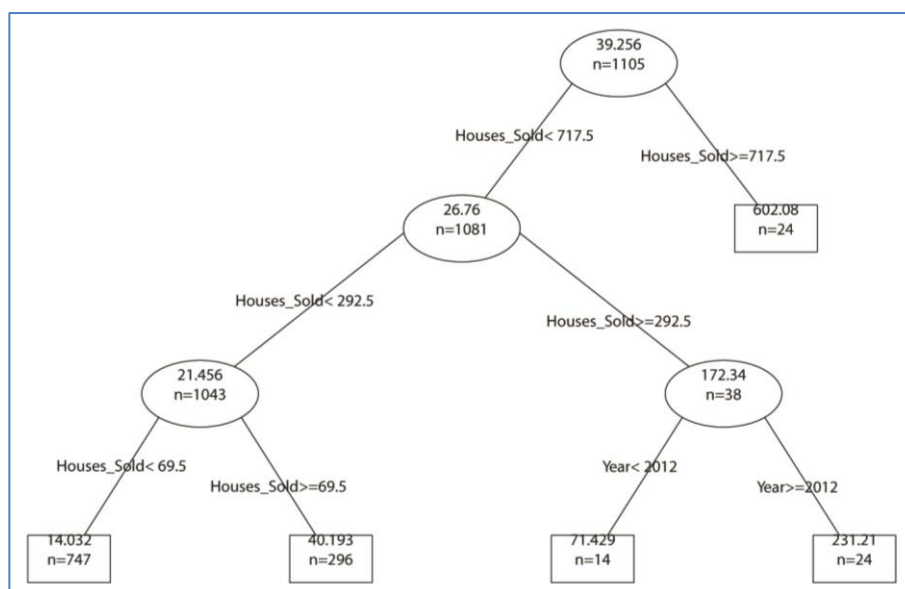 39.256
n=1105
Houses_Sold< 717.5
Houses_Sold>=717.5
26.76
n=1081
602.08
n=24
Houses_Sold< 292.5
Houses_Sold>=292.5
21.456
n=1043
172.34
n=38
Houses_Sold< 69.5
Houses_Sold>=69.5
Year< 2012
Year>=2012
14.032
n=747
40.193
n=296
71.429
n=14
231.21
n=24